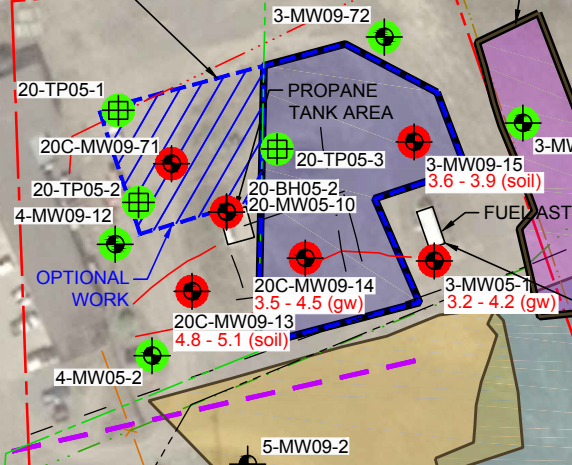 3-MW09-72
20-TP05-1
PROPANE
TANK AREA
20C-MW09-71
3-MW
20-TP05-3
3-MW09-15
3.6 - 3.9 (soil)
20-TP05-2
20-BH05-2
20-MW05-10
4-MW09-12
FUEL AST
OPTIONAL
WORK
20C-MW09-14
3.5 - 4.5 (gw)
3-MW05-1
3.2 - 4.2 (gw)
20C-MW09-13
4.8 - 5.1 (soil)
4-MW05-2
5-MW09-2